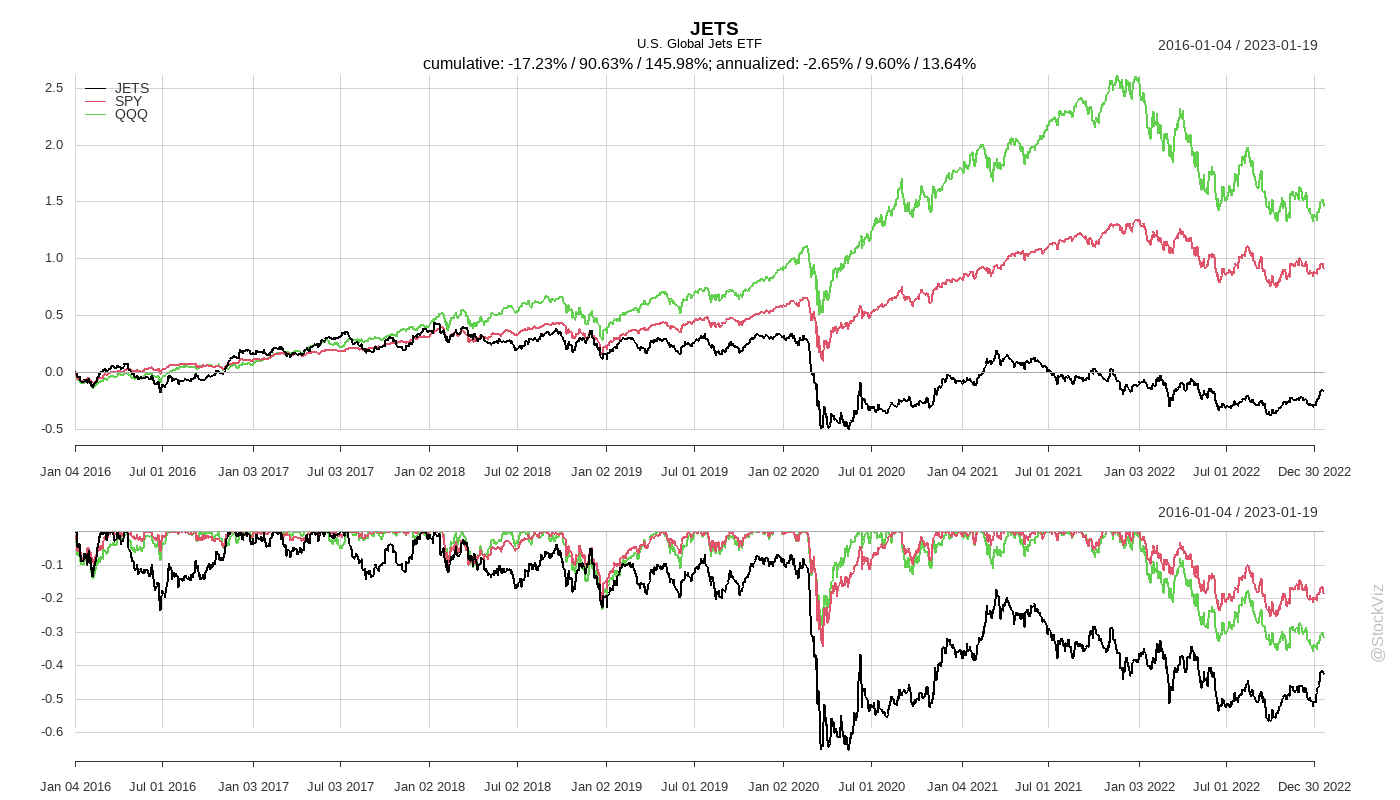 JETS
U.S. Global Jets ETF
2016-01-04 / 2023-01-19
cumulative: -17.23% / 90.63% / 145.98%; annualized: -2.65% / 9.60% / 13.64%
JETS
SPY
QQQ
2.5
2.0
1.5
1.0
0.5
0.0
-0.5
Jan 04 2016 Jul 01 2016 Jan 03 2017 Jul 03 2017 Jan 02 2018 Jul 02 2018 Jan 02 2019 Jul 01 2019 Jan 02 2020 Jul 01 2020 Jan 04 2021 Jul 01 2021 Jan 03 2022 Jul 01 2022 Dec 30 2022
2016-01-04 / 2023-01-19
-0.1
-0.2
-0.3
-0.4
-0.5
-0.6
Jan 04 2016 Jul 01 2016 Jan 03 2017 Jul 03 2017 Jan 02 2018 Jul 02 2018 Jan 02 2019 Jul 01 2019 Jan 02 2020 Jul 01 2020 Jan 04 2021 Jul 01 2021 Jan 03 2022 Jul 01 2022 Dec 30 2022
@StockViz